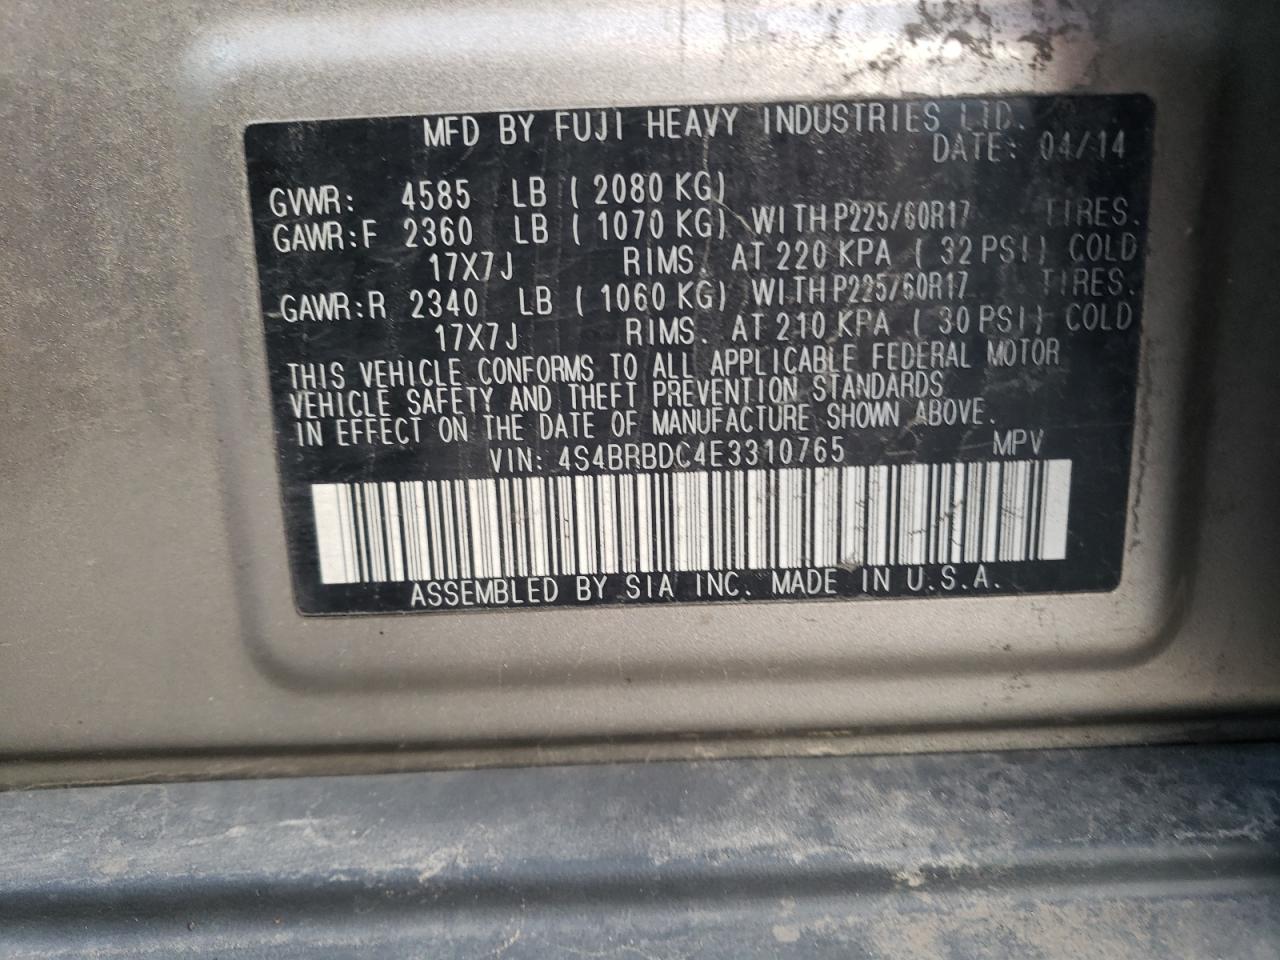 MFD BY FUJI HEAVY INDUSTRIES LTD.
DATE: 04/14
GVWR: 4585 LB ( 2080 KG)
GAWR:F 2360 LB ( 1070 KG) WITH P225/60R17 TIRES.
17X7J RIMS. AT 220 KPA ( 32 PSI) COLD
GAWR:R 2340 LB ( 1060 KG) WITH P225/60R17 TIRES.
17X7J RIMS. AT 210 KPA ( 30 PSI) COLD
THIS VEHICLE CONFORMS TO ALL APPLICABLE FEDERAL MOTOR
VEHICLE SAFETY AND THEFT PREVENTION STANDARDS
IN EFFECT ON THE DATE OF MANUFACTURE SHOWN ABOVE.
VIN: 4S4BRBDC4E3310765 MPV
ASSEMBLED BY SIA INC. MADE IN U.S.A.